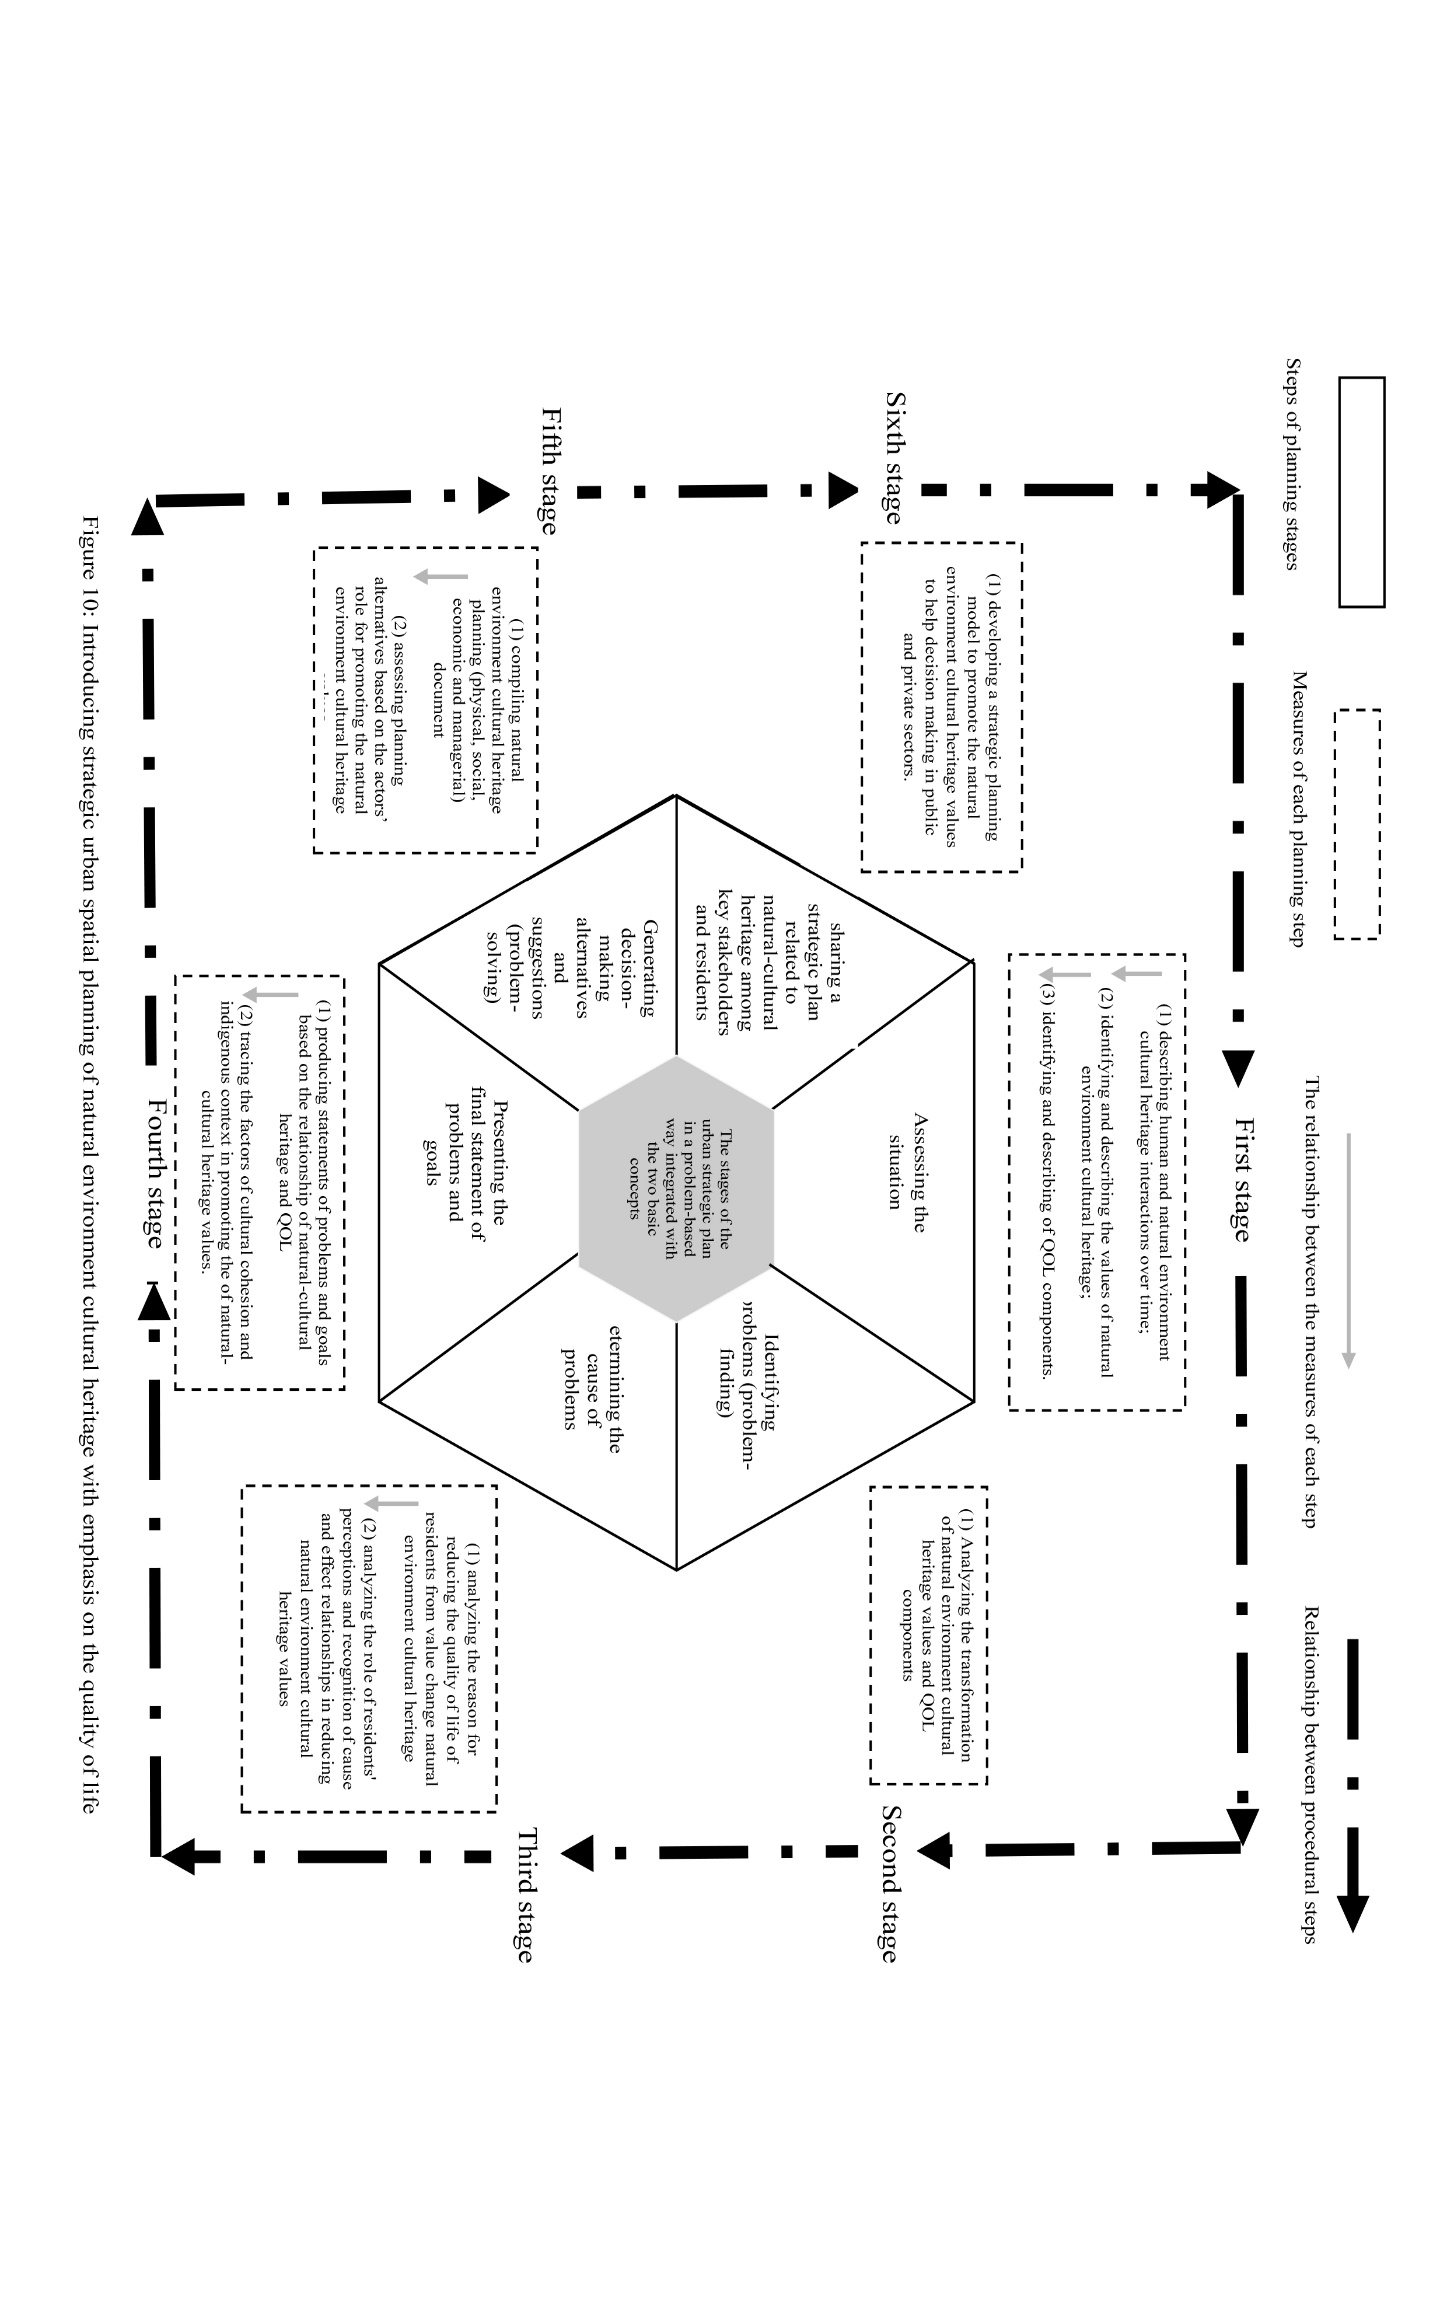 Steps of planning stages
Measures of each planning step
The relationship between the measures of each step
Relationship between procedural steps
First stage
(1) describing human and natural environment
cultural heritage interactions over time;
(2) identifying and describing the values of natural
environment cultural heritage;
(3) identifying and describing of QOL components.
Assessing the
situation
Second stage
(1) Analyzing the transformation
of natural environment cultural
heritage values and QOL
components
Identifying
roblems (problem-
finding)
Third stage
(1) analyzing the reason for
reducing the quality of life of
residents from value change natural
environment cultural heritage
(2) analyzing the role of residents'
perceptions and recognition of cause
and effect relationships in reducing
natural environment cultural
heritage values
etermining the
cause of
problems
Fourth stage
(1) producing statements of problems and goals
based on the relationship of natural-cultural
heritage and QOL
(2) tracing the factors of cultural cohesion and
indigenous context in promoting the of natural-
cultural heritage values.
Presenting the
final statement of
problems and
goals
Fifth stage
(1) compiling natural
environment cultural heritage
planning (physical, social,
economic and managerial)
document
(2) assessing planning
alternatives based on the actors’
role for promoting the natural
environment cultural heritage
Generating
decision-
making
alternatives
and
suggestions
(problem-
solving)
Sixth stage
(1) developing a strategic planning
model to promote the natural
environment cultural heritage values
to help decision making in public
and private sectors.
sharing a
strategic plan
related to
natural-cultural
heritage among
key stakeholders
and residents
The stages of the
urban strategic plan
in a problem-based
way integrated with
the two basic
concepts
Figure 10: Introducing strategic urban spatial planning of natural environment cultural heritage with emphasis on the quality of life